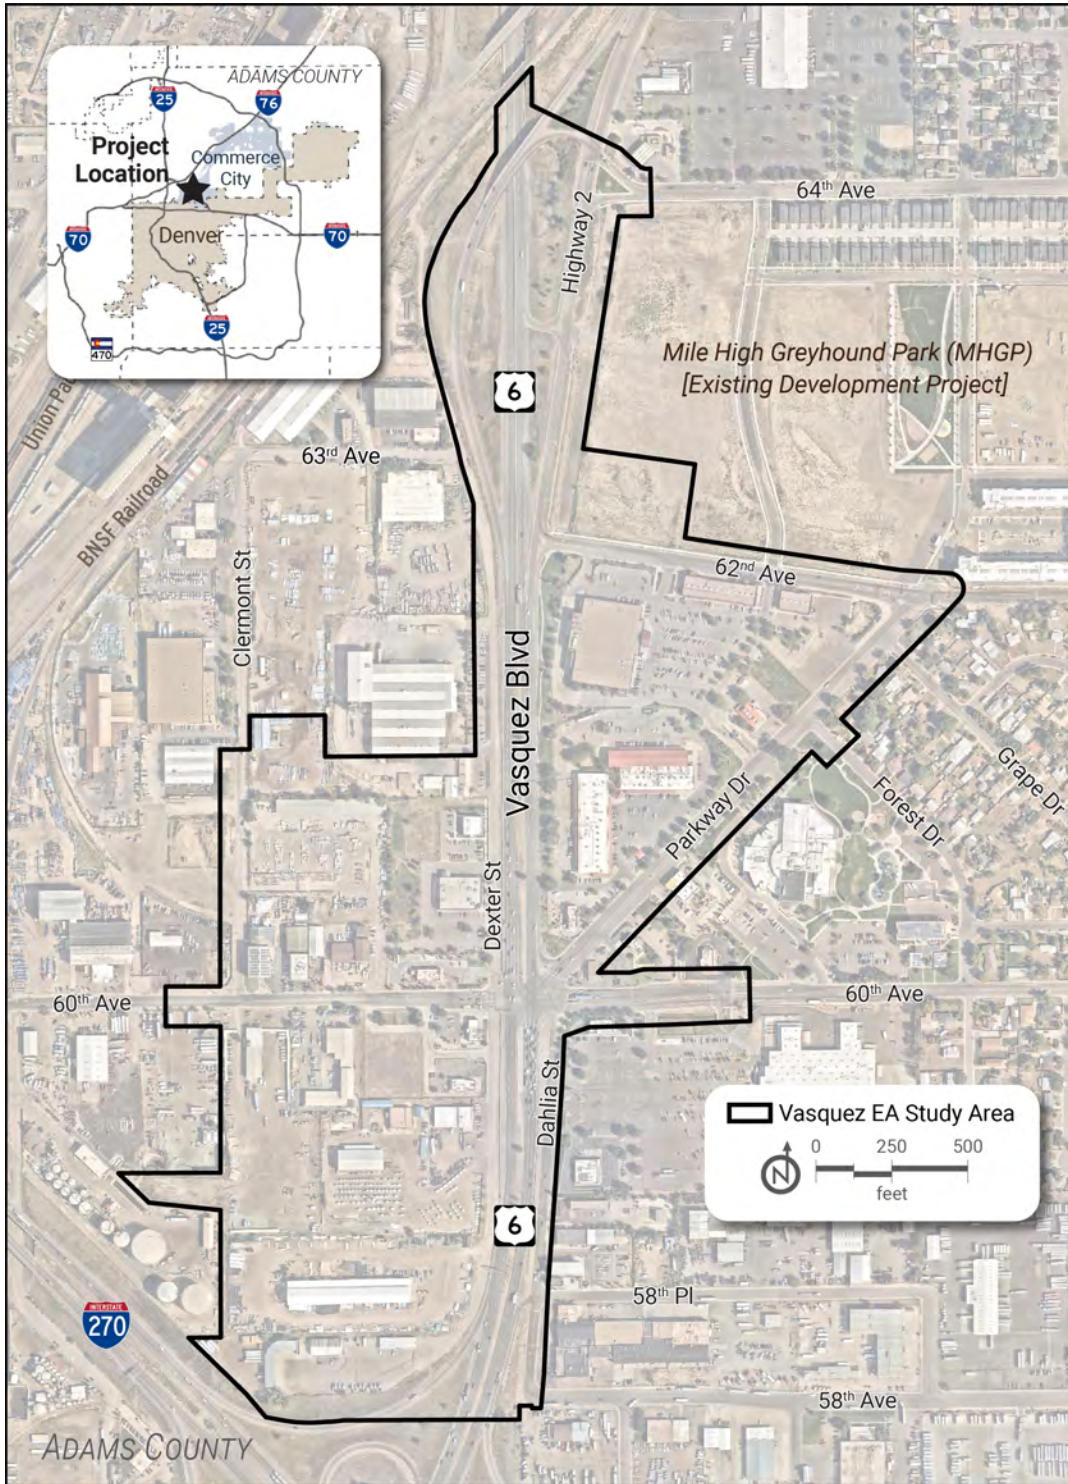 ADAMS COUNTY
INTERSTATE
25
INTERSTATE
76
Project
Location
Commerce
City
70
Denver
70
25
470
64th Ave
Highway 2
Mile High Greyhound Park (MHGP)
[Existing Development Project]
6
Union
63rd Ave
BNSF Railroad
62nd Ave
Clermont St
Vasquez Blvd
Grape Dr
Forest Dr
Parkway Dr
Dexter St
60th Ave
60th Ave
Dahlia St
Vasquez EA Study Area
0 250 500
N
feet
6
58th Pl
INTERSTATE
270
58th Ave
ADAMS COUNTY